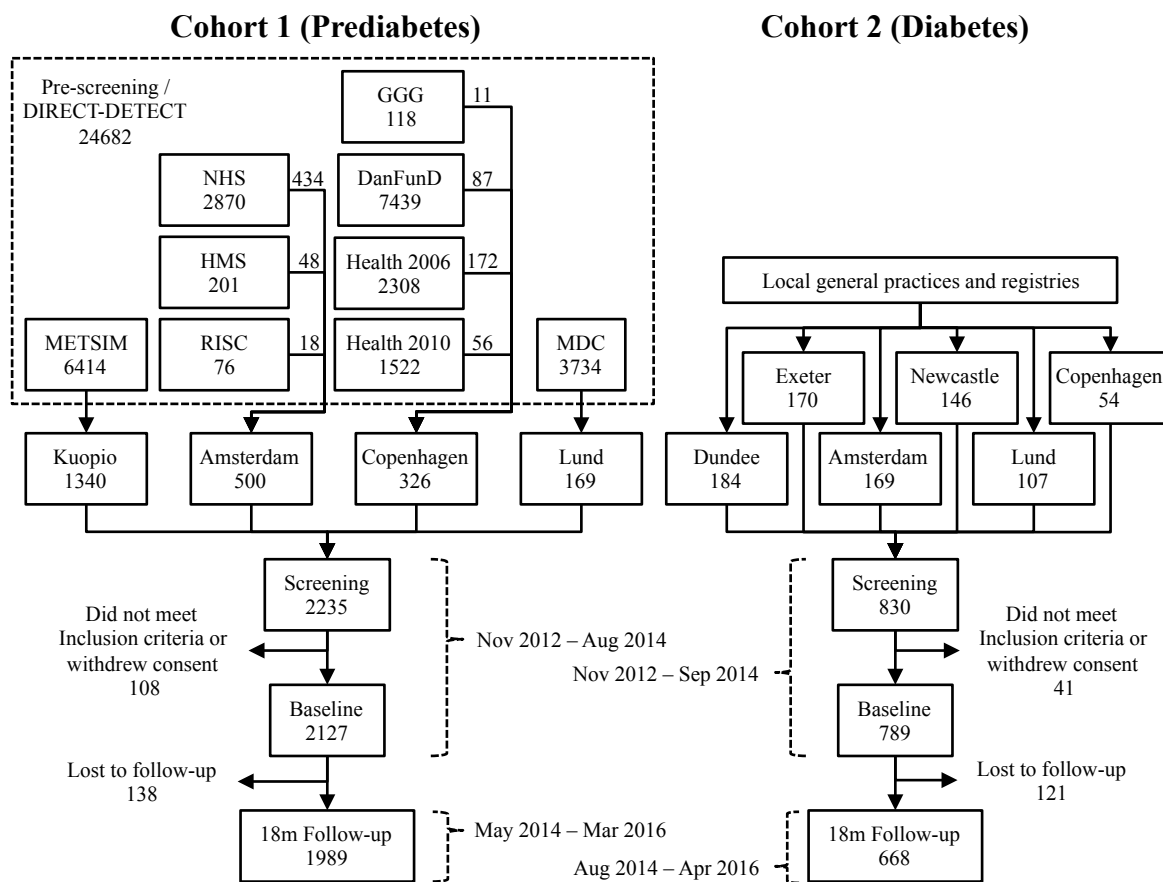 Cohort 1 (Prediabetes)
Cohort 2 (Diabetes)
Pre-screening /
DIRECT-DETECT
24682
GGG
118
11
NHS
2870
434
DanFunD
7439
87
HMS
201
48
Health 2006
2308
172
METSIM
6414
RISC
76
18
Health 2010
1522
56
MDC
3734
Kuopio
1340
Amsterdam
500
Copenhagen
326
Lund
169
Screening
2235
Did not meet
Inclusion criteria or
withdrew consent
108
Baseline
2127
Lost to follow-up
138
18m Follow-up
1989
Nov 2012 – Aug 2014
Nov 2012 – Sep 2014
May 2014 – Mar 2016
Aug 2014 – Apr 2016
Local general practices and registries
Exeter
170
Newcastle
146
Copenhagen
54
Dundee
184
Amsterdam
169
Lund
107
Screening
830
Did not meet
Inclusion criteria or
withdrew consent
41
Baseline
789
Lost to follow-up
121
18m Follow-up
668